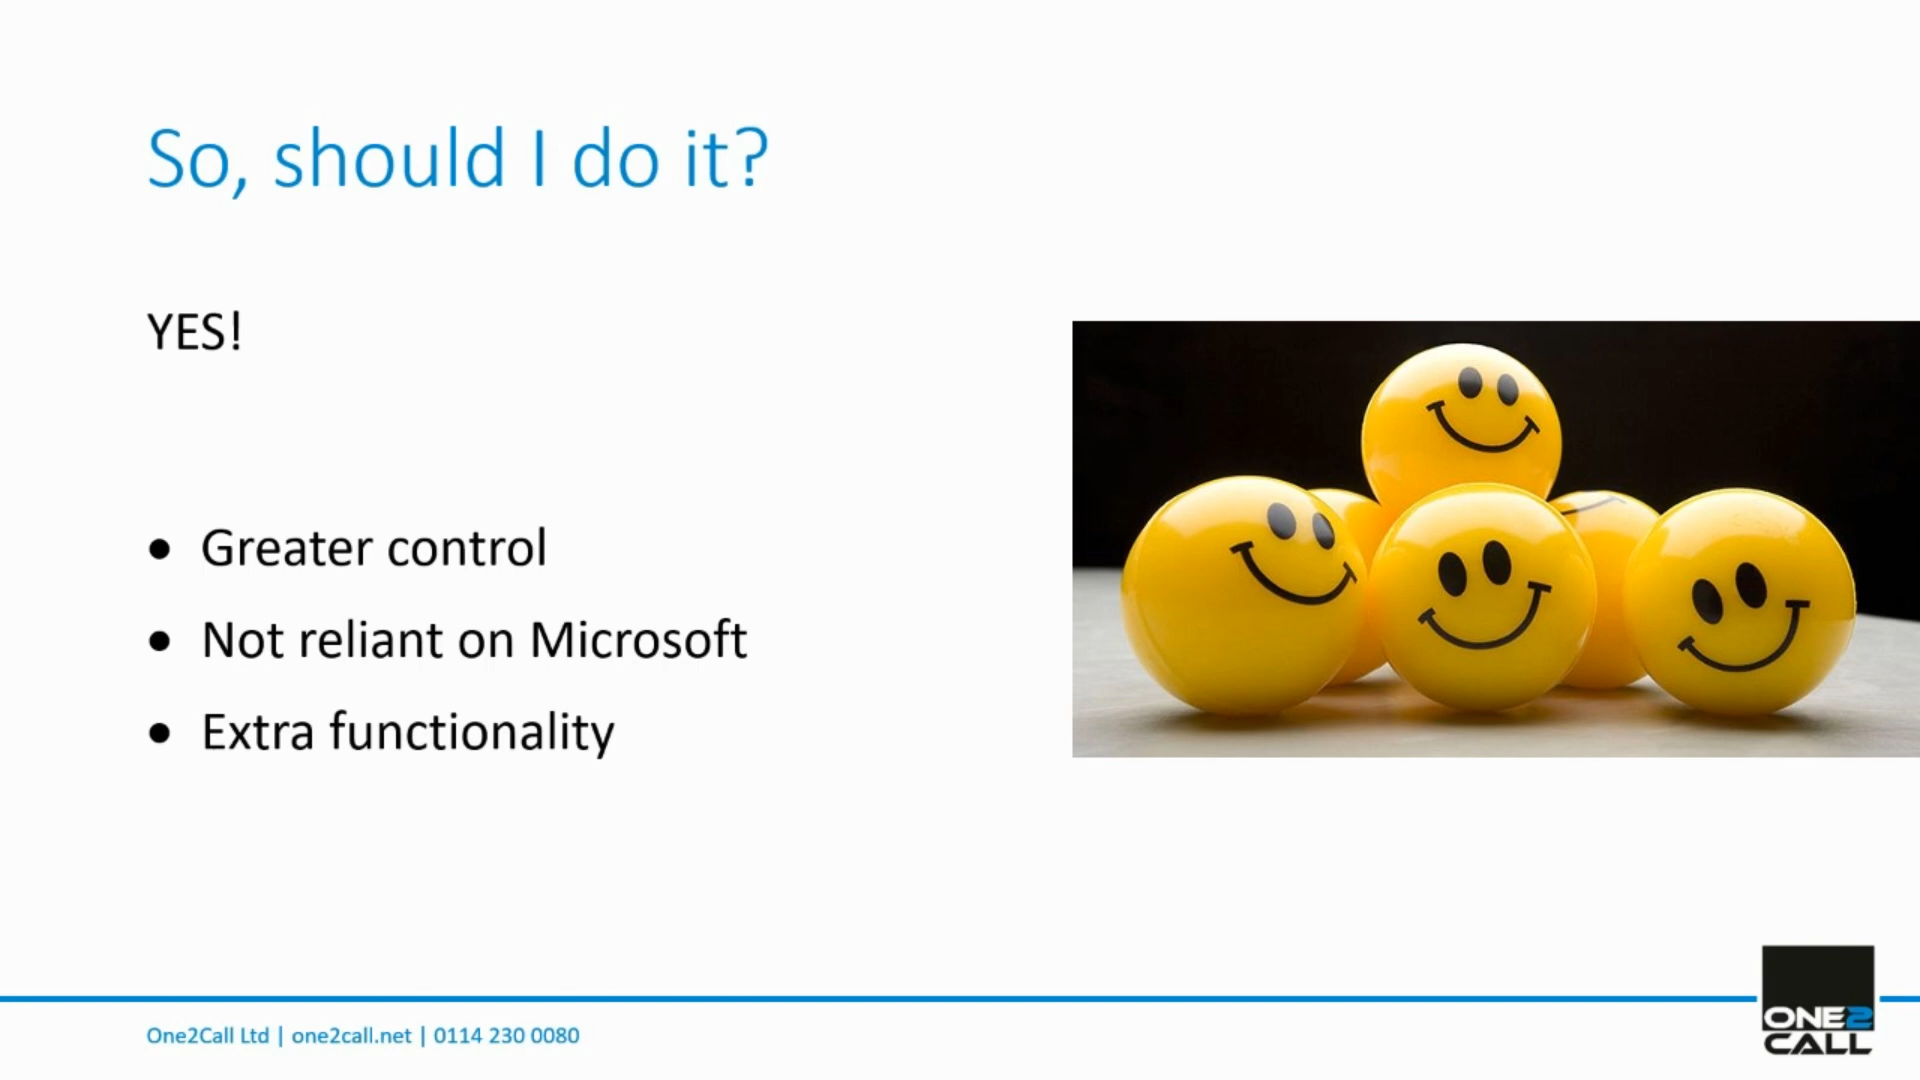 So, should I do it?
YES!
• Greater control
• Not reliant on Microsoft
• Extra functionality
One2Call Ltd | one2call.net | 0114 230 0080
ONE2
CALL